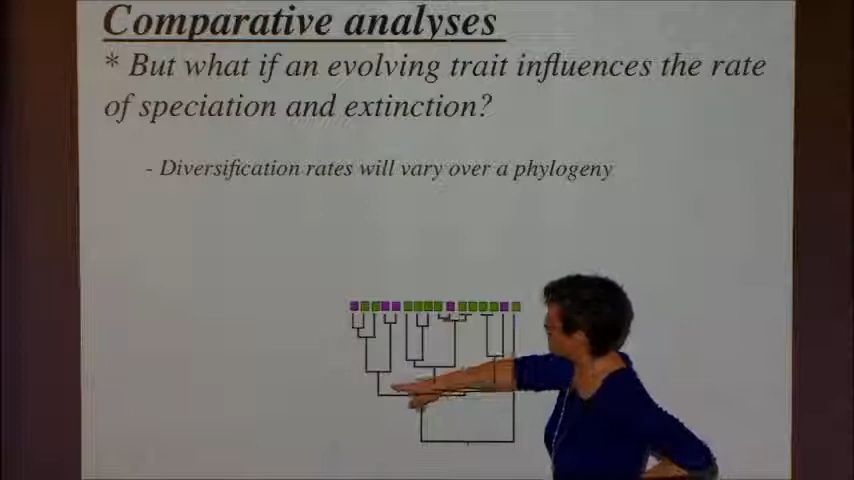 Comparative analyses
* But what if an evolving trait influences the rate
of speciation and extinction?
- Diversification rates will vary over a phylogeny